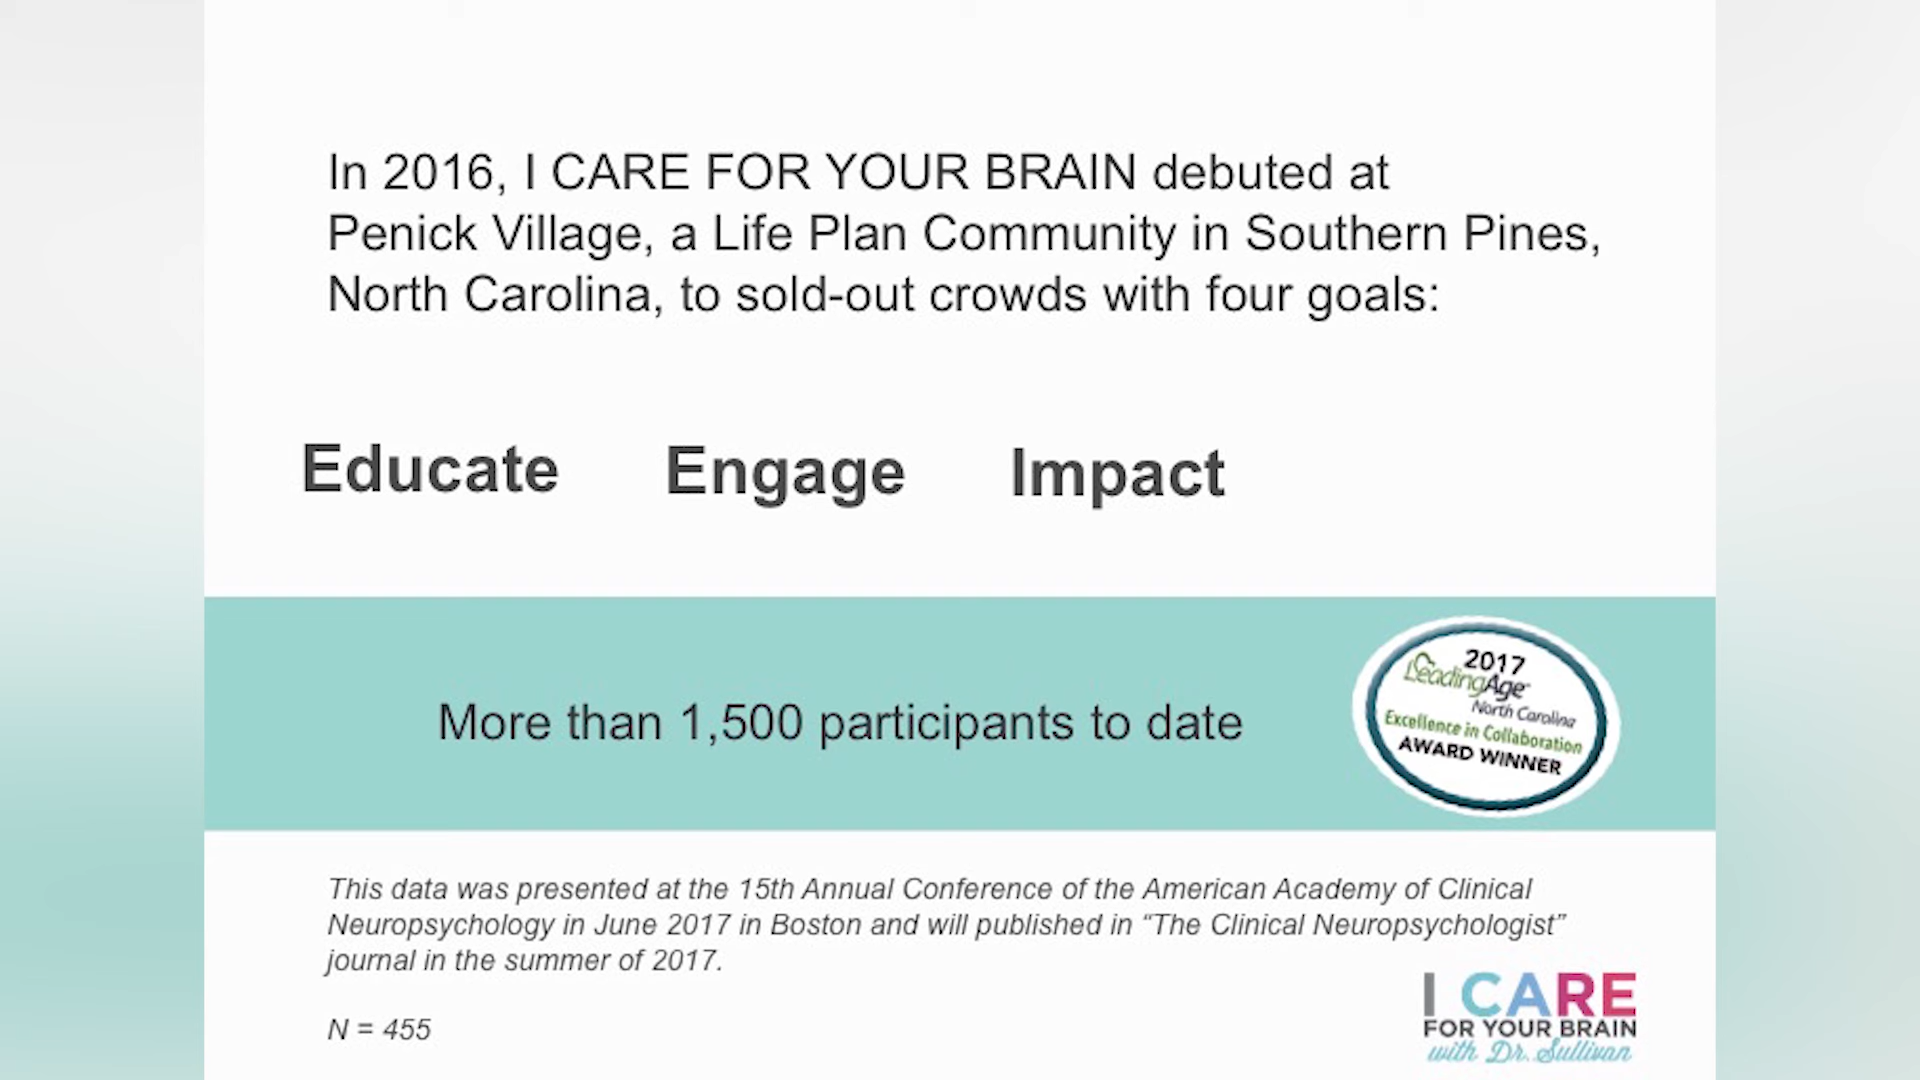 In 2016, I CARE FOR YOUR BRAIN debuted at
Penick Village, a Life Plan Community in Southern Pines,
North Carolina, to sold-out crowds with four goals:
Educate Engage Impact
More than 1,500 participants to date
2017
LeadingAge
North Carolina
Excellence in Collaboration
AWARD WINNER
This data was presented at the 15th Annual Conference of the American Academy of Clinical
Neuropsychology in June 2017 in Boston and will published in “The Clinical Neuropsychologist”
journal in the summer of 2017.
N = 455
I CARE
FOR YOUR BRAIN
with Dr. Sullivan